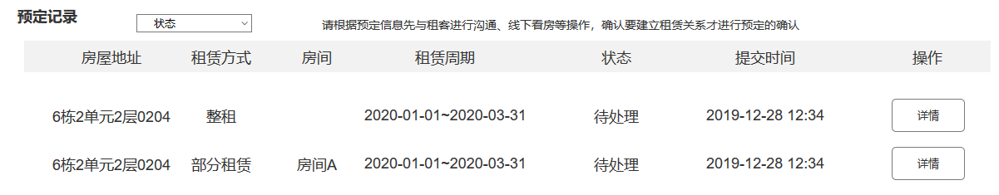 预定记录
状态
请根据预定信息先与租客进行沟通、线下看房等操作，确认要建立租赁关系才进行预定的确认
房屋地址 租赁方式 房间 租赁周期 状态 提交时间 操作
6栋2单元2层0204 整租 2020-01-01~2020-03-31 待处理 2019-12-28 12:34 详情
6栋2单元2层0204 部分租赁 房间A 2020-01-01~2020-03-31 待处理 2019-12-28 12:34 详情